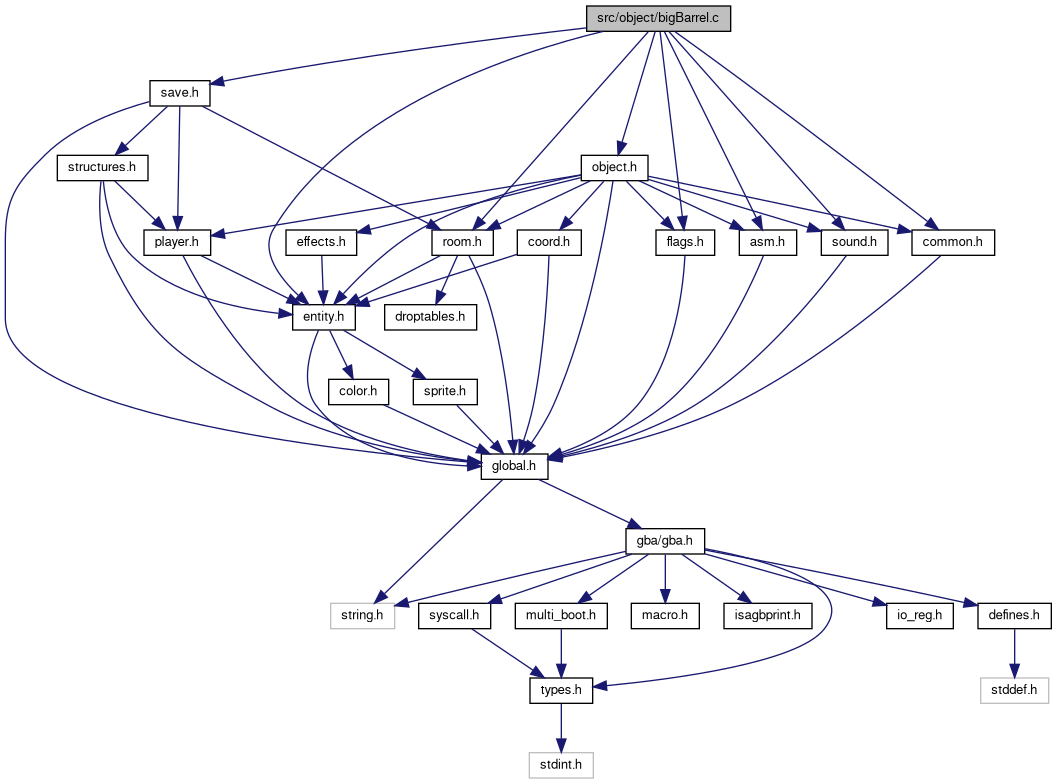 src/object/bigBarrel.c
save.h
structures.h
object.h
player.h
effects.h
room.h
coord.h
flags.h
asm.h
sound.h
common.h
entity.h
droptables.h
color.h
sprite.h
global.h
gba/gba.h
string.h
syscall.h
multi_boot.h
macro.h
isagbprint.h
io_reg.h
defines.h
types.h
stddef.h
stdint.h